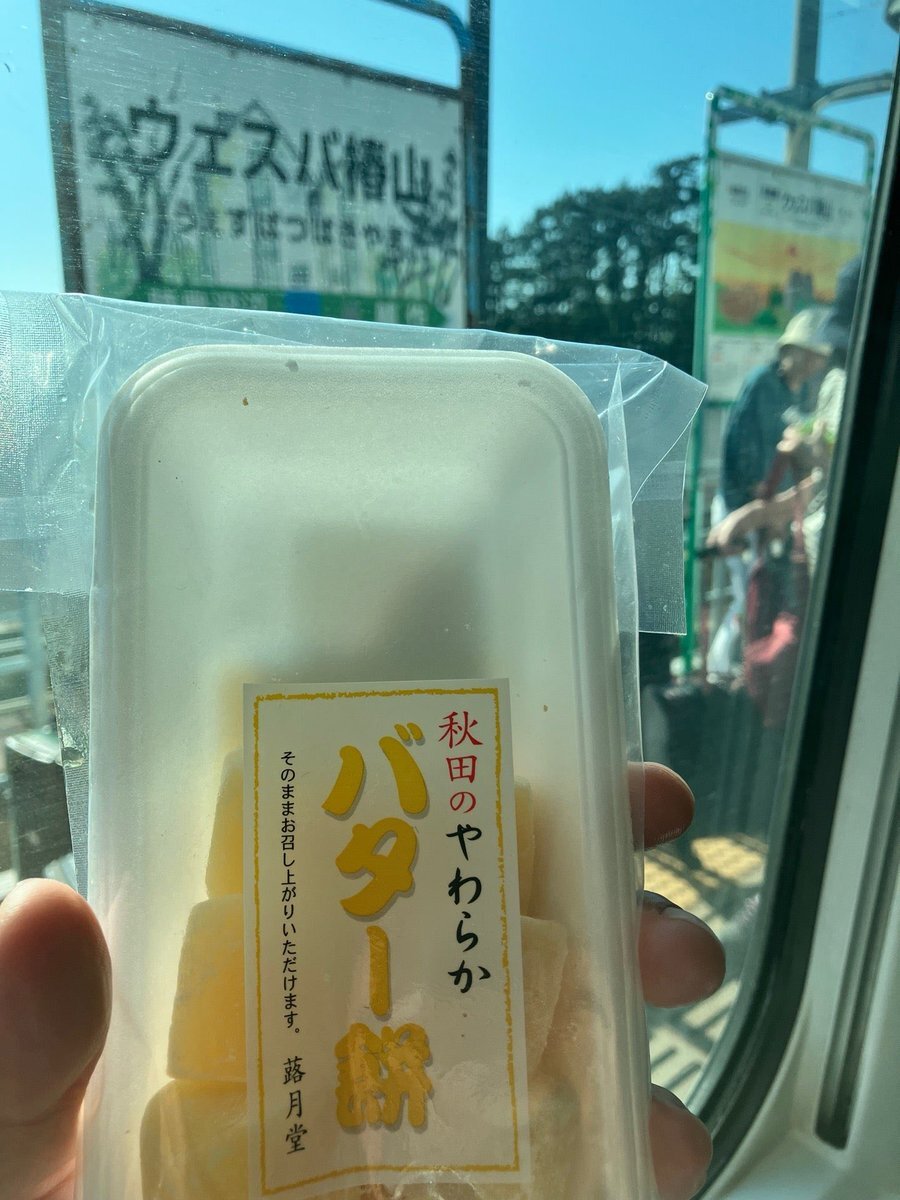 ウェスパ椿山
うぇすぱつばきやま
秋田のやわらか
バター餅
そのままお召し上がりいただけます。
蕗月堂